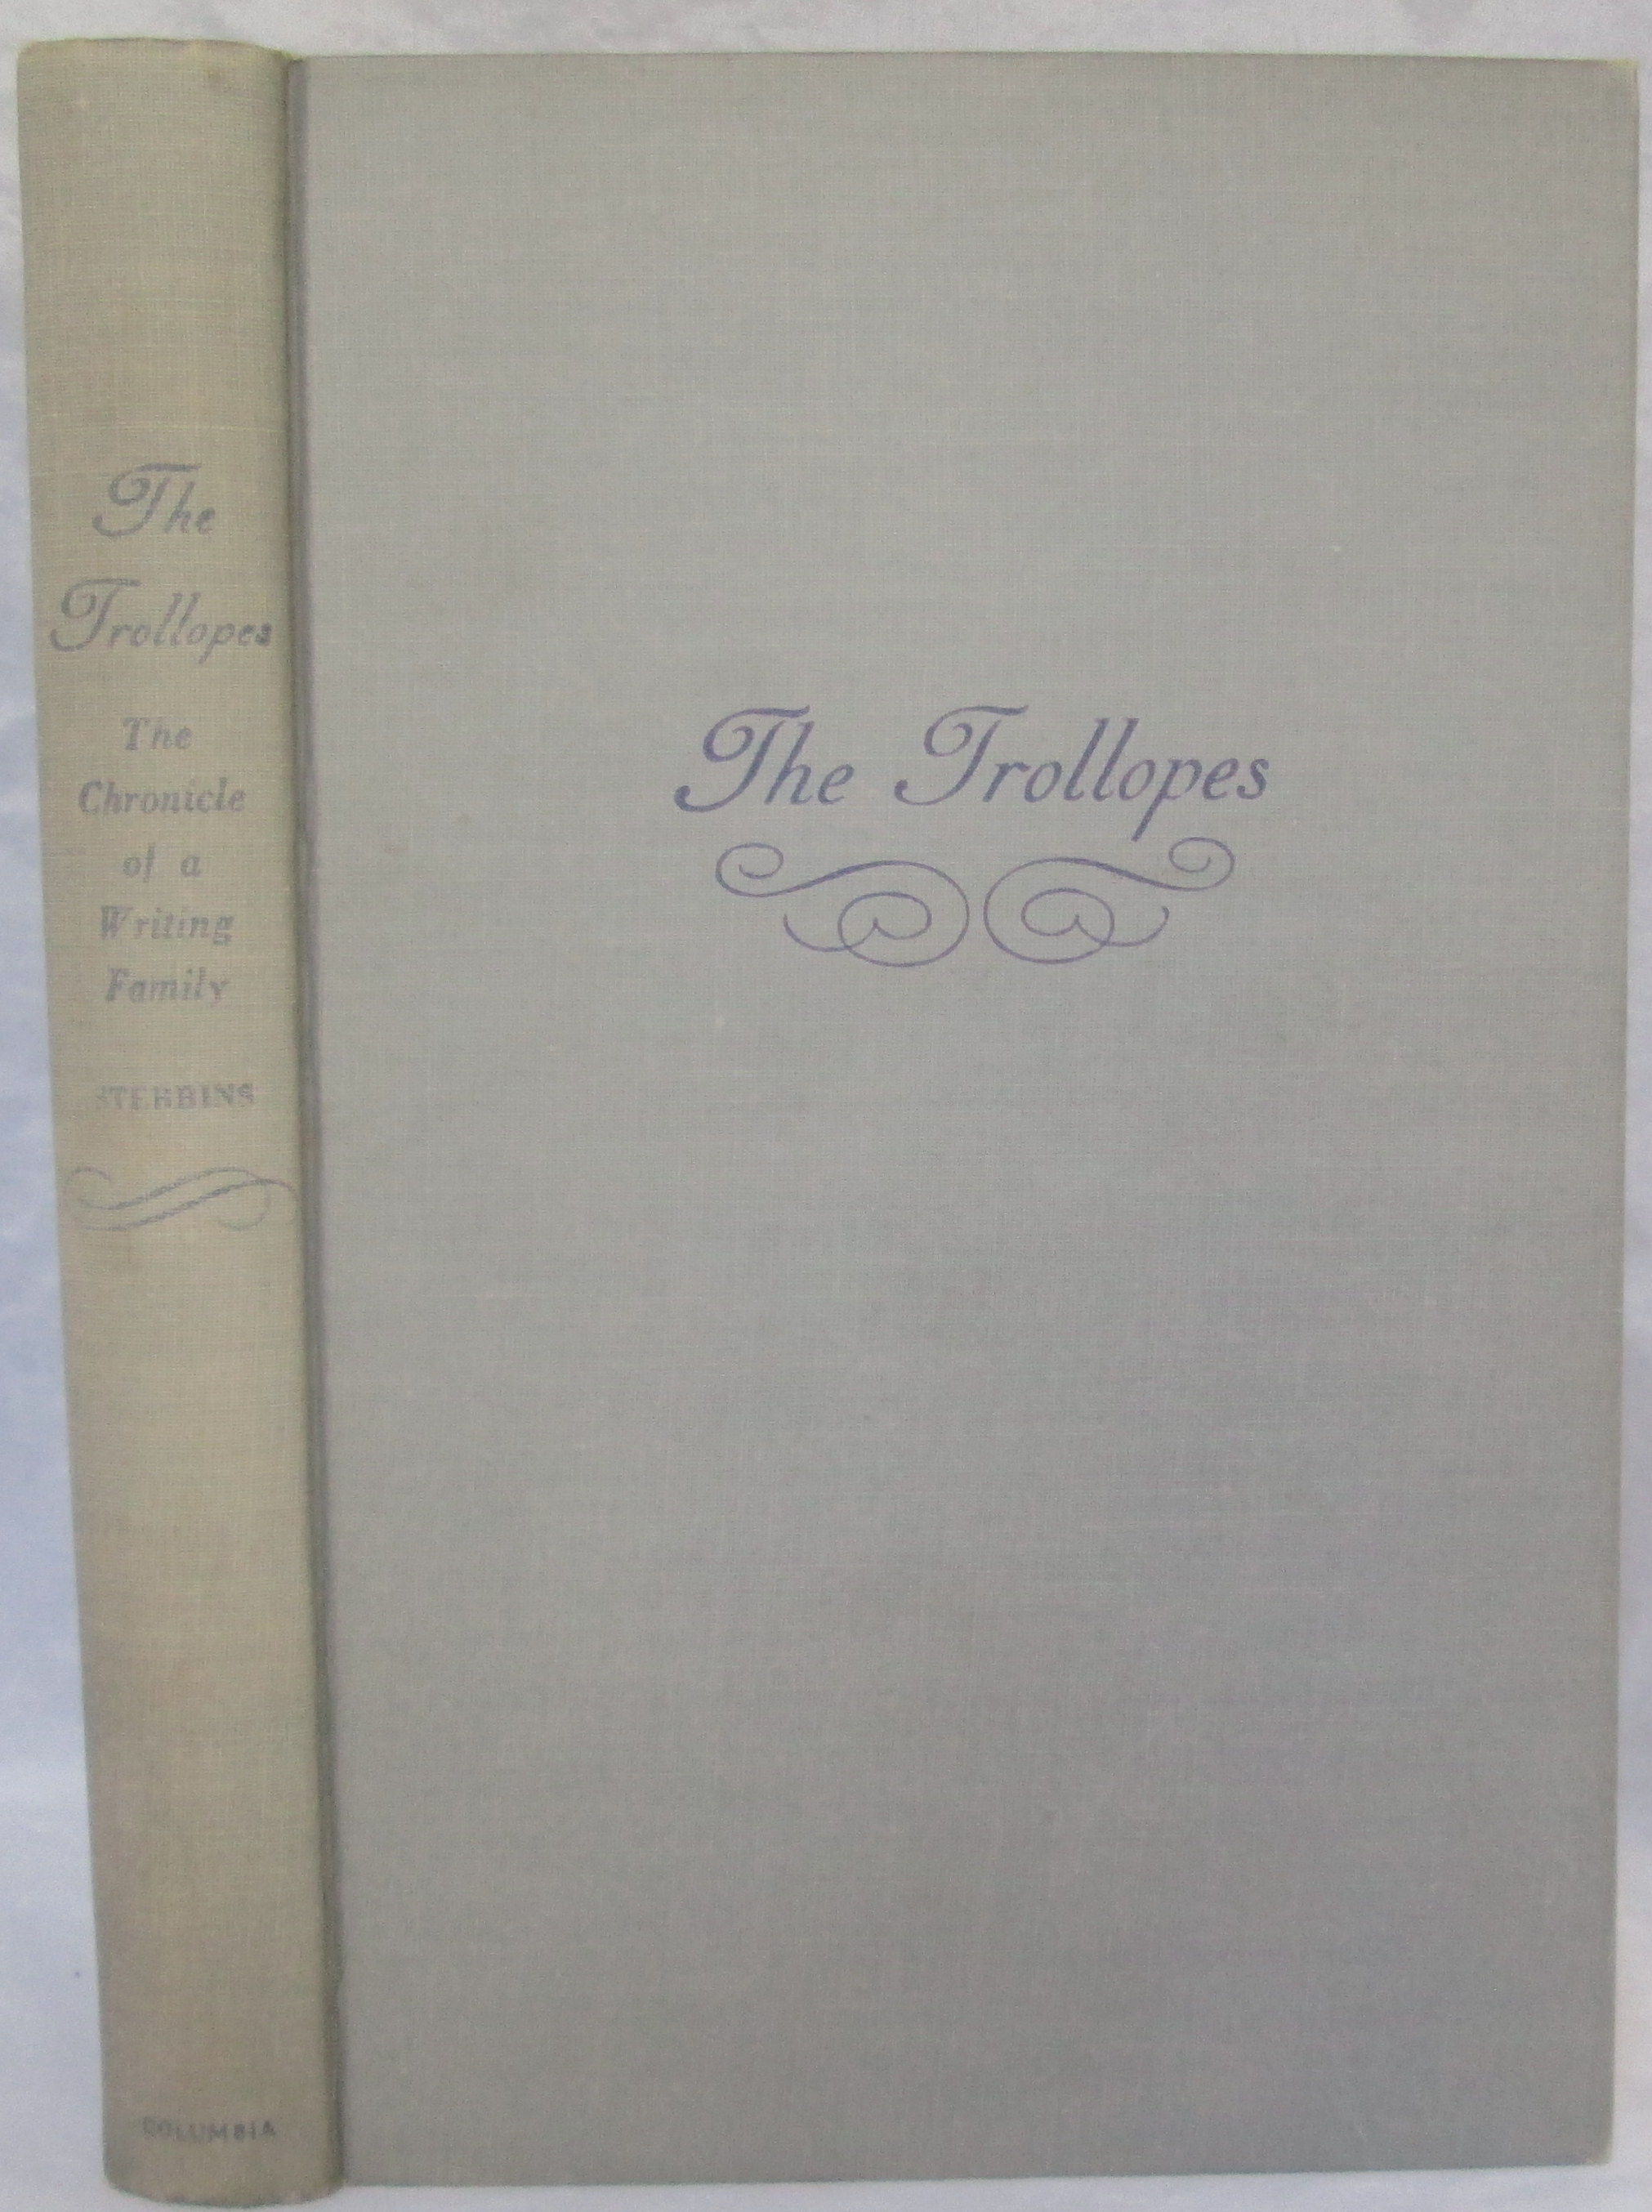 The
Trollopes
The
Chronicle
of a
Writing
Family
STEBBINS
COLUMBIA
The Trollopes